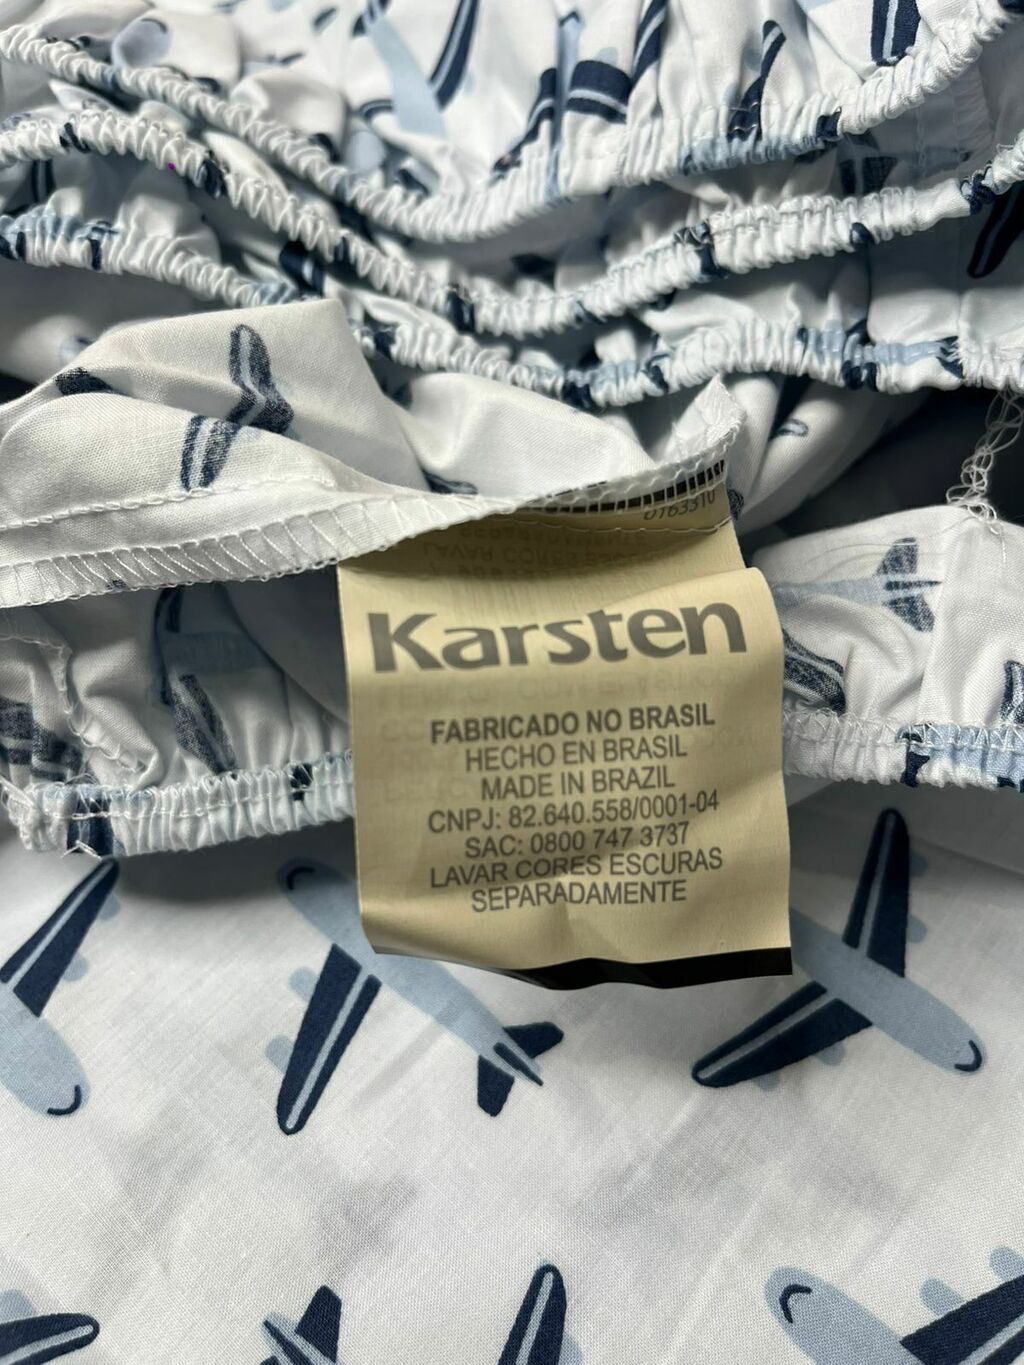 0163310
Karsten
FABRICADO NO BRASIL
HECHO EN BRASIL
MADE IN BRAZIL
CNPJ: 82.640.558/0001-04
SAC: 0800 747 3737
LAVAR CORES ESCURAS
SEPARADAMENTE